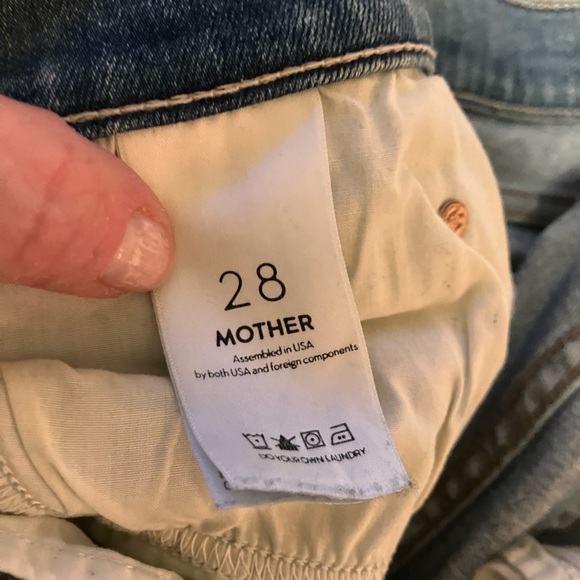 28
MOTHER
Assembled in USA
by both USA and foreign components
DO YOUR OWN LAUNDRY